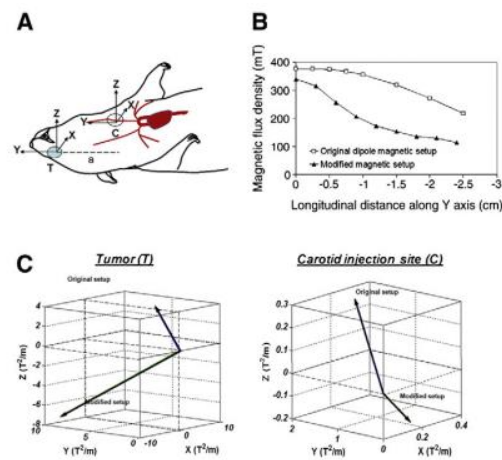 A
B
Z
X
Y
C
Z
X
Y
T
a
Magnetic flux density (mT)
400
300
200
100
0
Original dipole magnetic setup
Modified magnetic setup
0 -0.5 -1 -1.5 -2 -2.5 -3
Longitudinal distance along Y axis (cm)
C
Tumor (T)
Original setup
Z (T²/m)
4
2
0
-2
-4
-6
-8
10
5
0
Y (T²/m)
-10
0
10
X (T²/m)
Modified setup
Carotid injection site (C)
Original setup
Z (T²/m)
0.3
0.2
0.1
0
-0.1
-0.2
2
1
0
Y (T²/m)
0.2
0.4
X (T²/m)
Modified setup